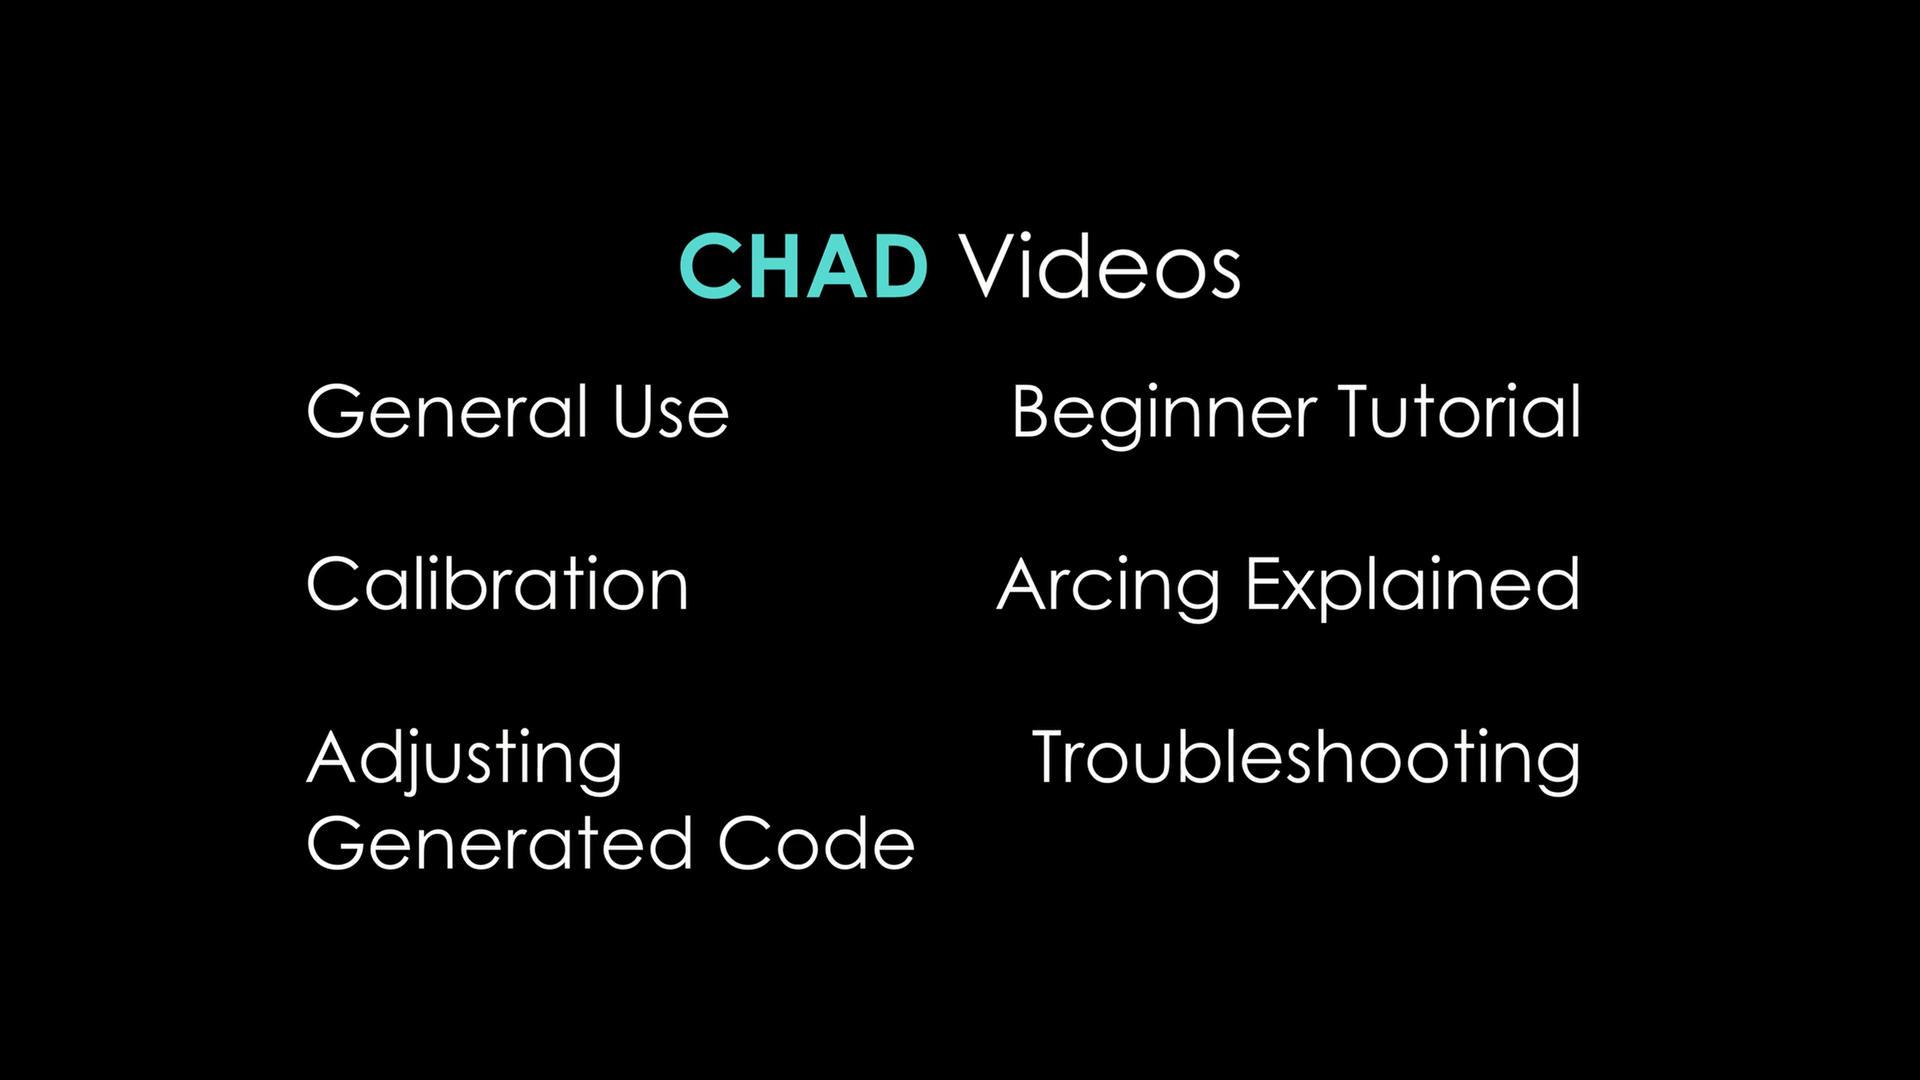 CHAD Videos
General Use
Beginner Tutorial
Calibration
Arcing Explained
Adjusting
Generated Code
Troubleshooting